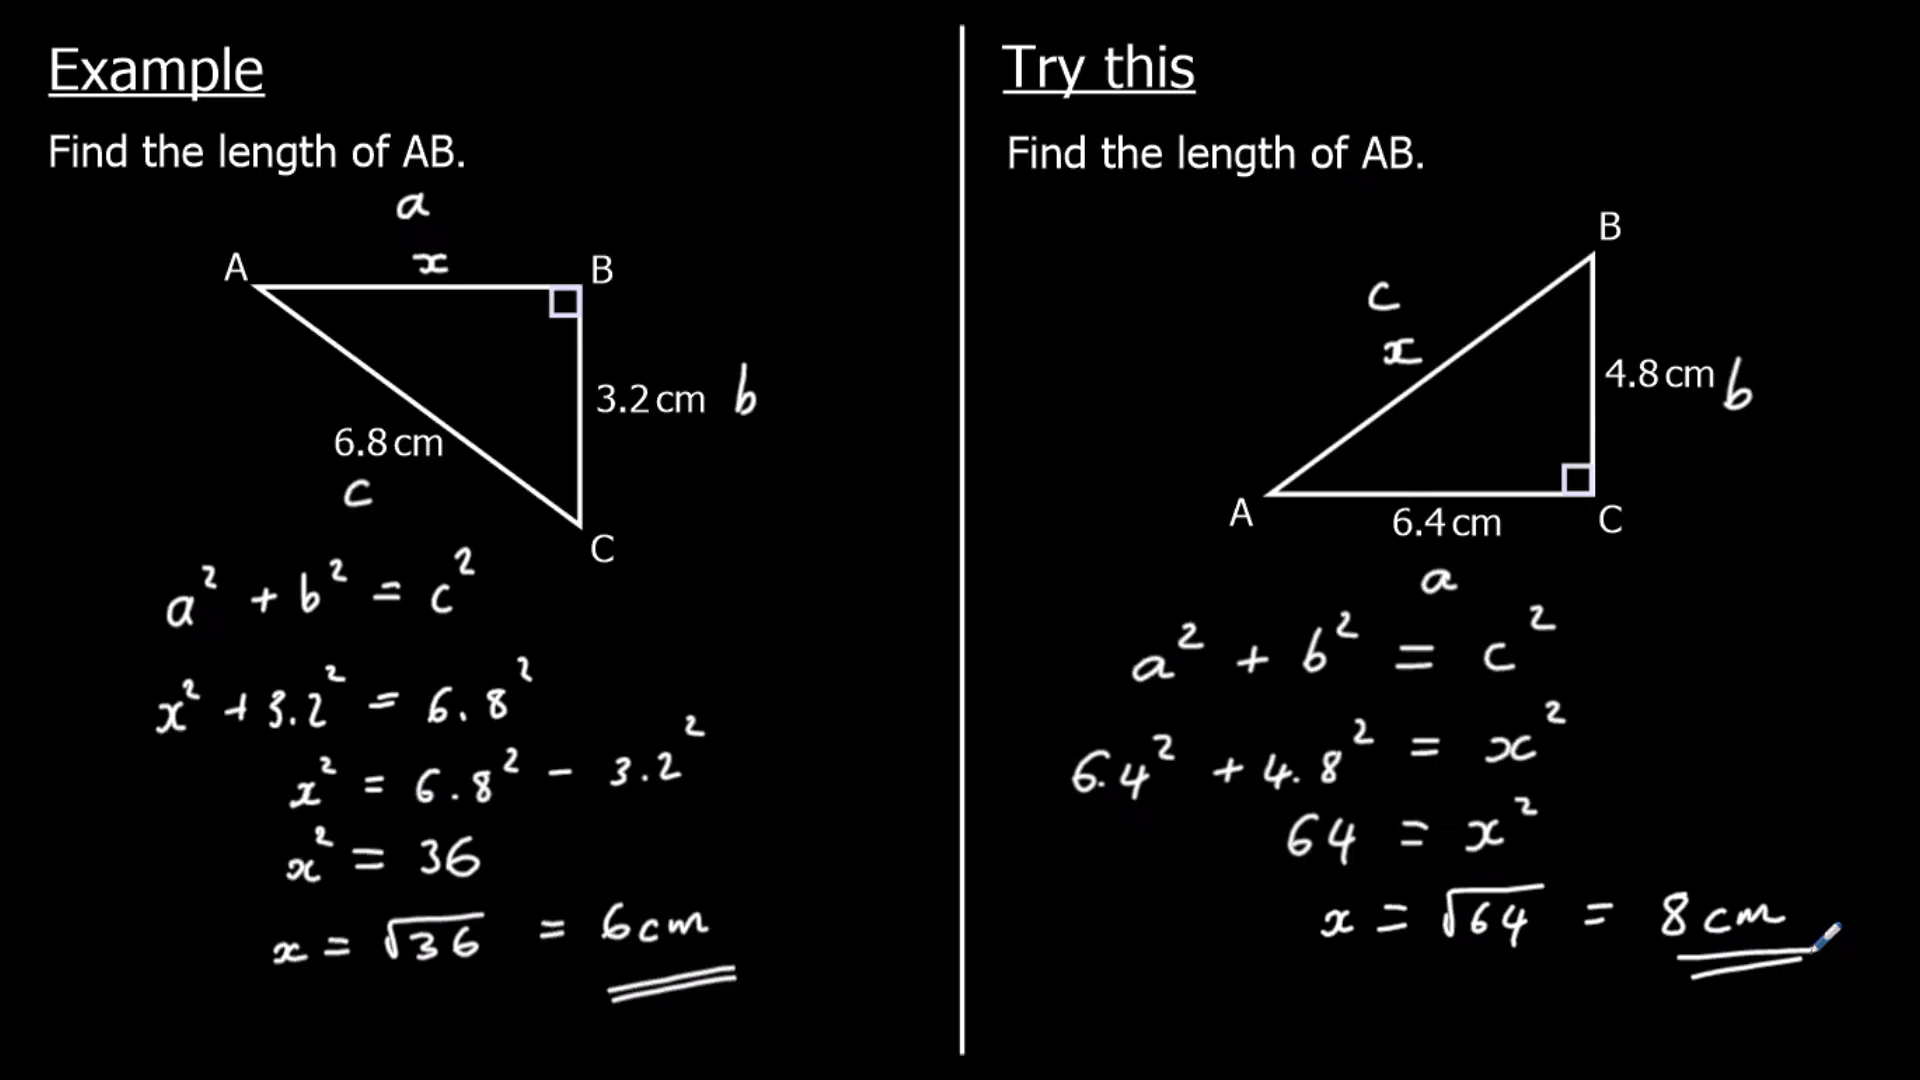 Example
Find the length of AB.
a
x
A
B
3.2 cm b
6.8 cm
c
C
a² + b² = c²
x² + 3.2² = 6.8²
x² = 6.8² - 3.2²
x² = 36
x = √36 = 6cm
Try this
Find the length of AB.
B
c
x
4.8 cm b
A
6.4 cm
C
a
a² + b² = c²
6.4² + 4.8² = x²
64 = x²
x = √64 = 8cm